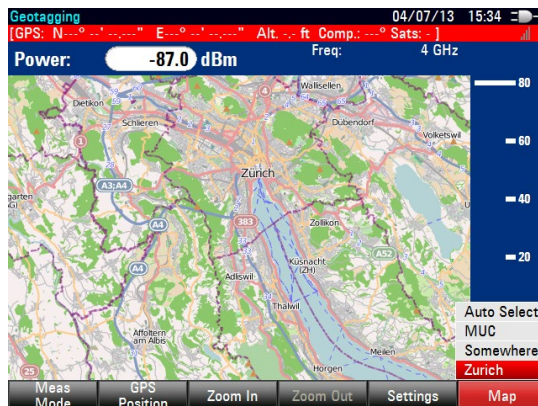 Geotagging 04/07/13 15:34
[GPS: N---° --' --,---" E---° --' --,---" Alt. -.- ft Comp.: ---° Sats: - ]
Power: -87.0 dBm Freq: 4 GHz
80
60
40
20
Wallisellen
Dietikon
Schlieren
Dübendorf
Volketswil
Zürich
A3;A4
A4
383
Zollikon
A52
Küsnacht
(ZH)
A4
Adliswil
Thalwil
Affoltern
am Albis
Meilen
Horgen
25
1
4
Auto Select
MUC
Somewhere
Zurich
Meas
Mode
GPS
Position
Zoom In
Zoom Out
Settings
Map